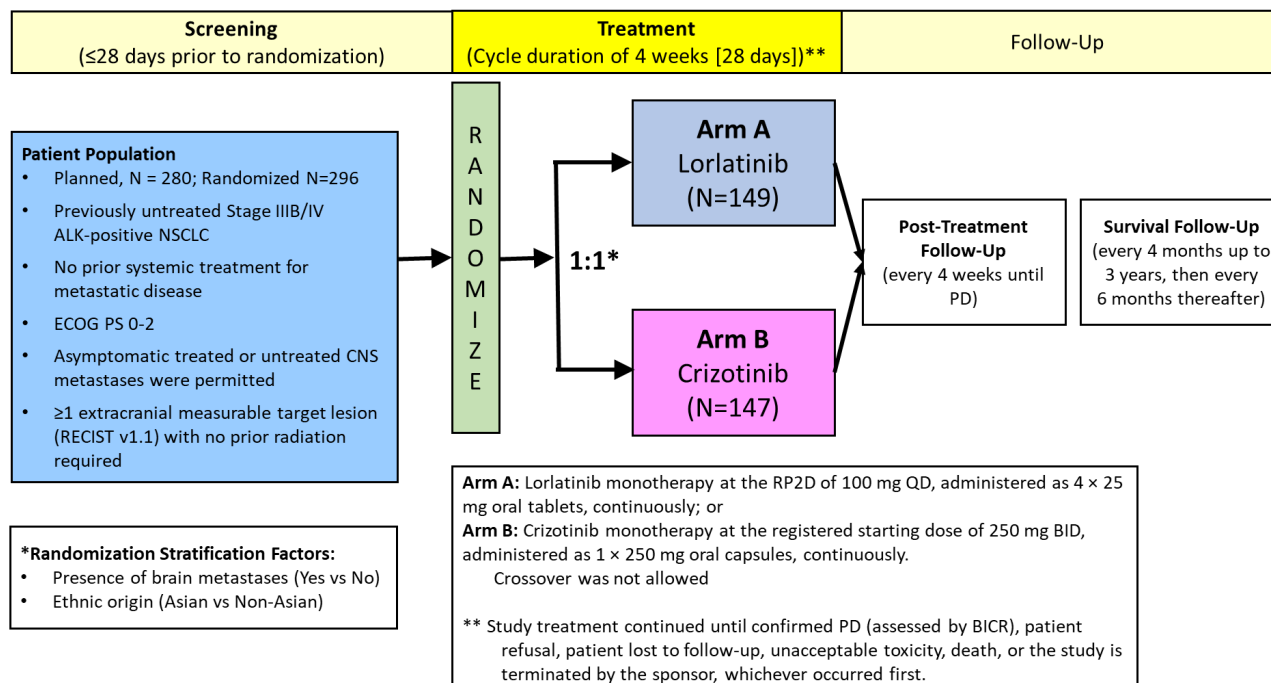 Screening
(≤28 days prior to randomization)
Treatment
(Cycle duration of 4 weeks [28 days])**
Follow-Up
Patient Population
• Planned, N = 280; Randomized N=296
• Previously untreated Stage IIIB/IV
ALK-positive NSCLC
• No prior systemic treatment for
metastatic disease
• ECOG PS 0-2
• Asymptomatic treated or untreated CNS
metastases were permitted
• ≥1 extracranial measurable target lesion
(RECIST v1.1) with no prior radiation
required
*Randomization Stratification Factors:
• Presence of brain metastases (Yes vs No)
• Ethnic origin (Asian vs Non-Asian)
R
A
N
D
O
M
I
Z
E
1:1*
Arm A
Lorlatinib
(N=149)
Arm B
Crizotinib
(N=147)
Post-Treatment
Follow-Up
(every 4 weeks until
PD)
Survival Follow-Up
(every 4 months up to
3 years, then every
6 months thereafter)
Arm A: Lorlatinib monotherapy at the RP2D of 100 mg QD, administered as 4 × 25
mg oral tablets, continuously; or
Arm B: Crizotinib monotherapy at the registered starting dose of 250 mg BID,
administered as 1 × 250 mg oral capsules, continuously.
Crossover was not allowed
** Study treatment continued until confirmed PD (assessed by BICR), patient
refusal, patient lost to follow-up, unacceptable toxicity, death, or the study is
terminated by the sponsor, whichever occurred first.